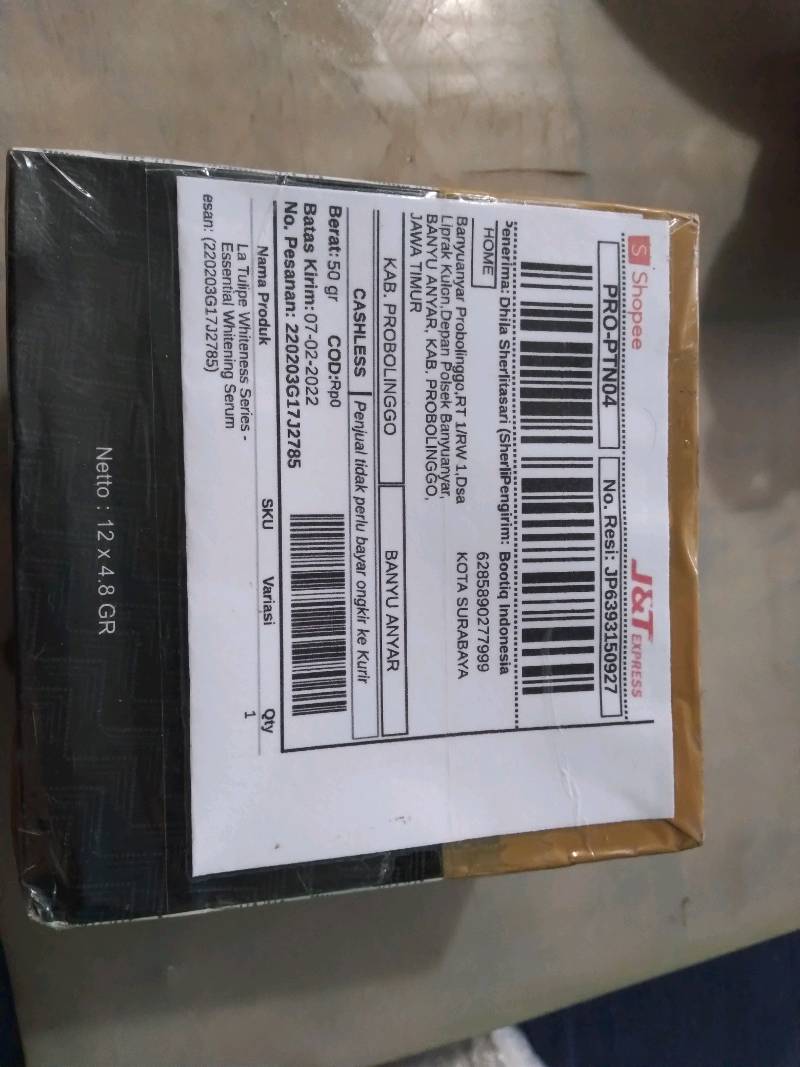 Shopee
J&T EXPRESS
PRO-PTN04
No. Resi: JP6393150927
Penerima: Dhila Sherlitasari (SherliPengirim: Bootiq Indonesia
HOME
6285890277999
KOTA SURABAYA
Banyuanyar Probolinggo,RT 1/RW 1,Dsa
Liprak Kulon,Depan Polsek Banyuanyar,
BANYU ANYAR, KAB. PROBOLINGGO,
JAWA TIMUR
KAB. PROBOLINGGO
BANYU ANYAR
CASHLESS
Penjual tidak perlu bayar ongkir ke Kurir
Berat: 50 gr COD:Rp0
Batas Kirim: 07-02-2022
No. Pesanan: 220203G17J2785
Nama Produk SKU Variasi Qty
La Tulipe Whiteness Series - 1
Essential Whitening Serum
esan: (220203G17J2785)
Netto : 12 x 4.8 GR